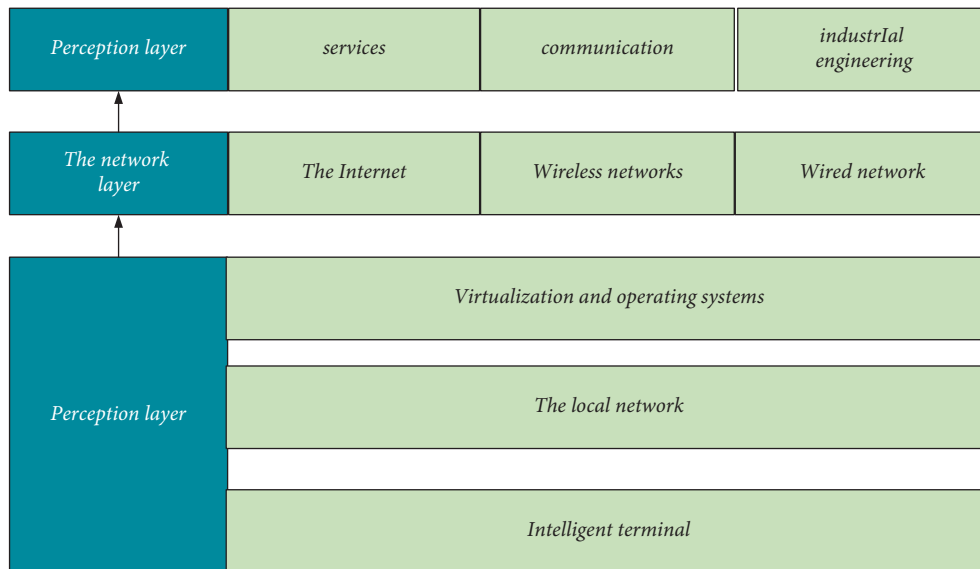 Perception layer
services
communication
industrIal
engineering
The network
layer
The Internet
Wireless networks
Wired network
Perception layer
Virtualization and operating systems
The local network
Intelligent terminal